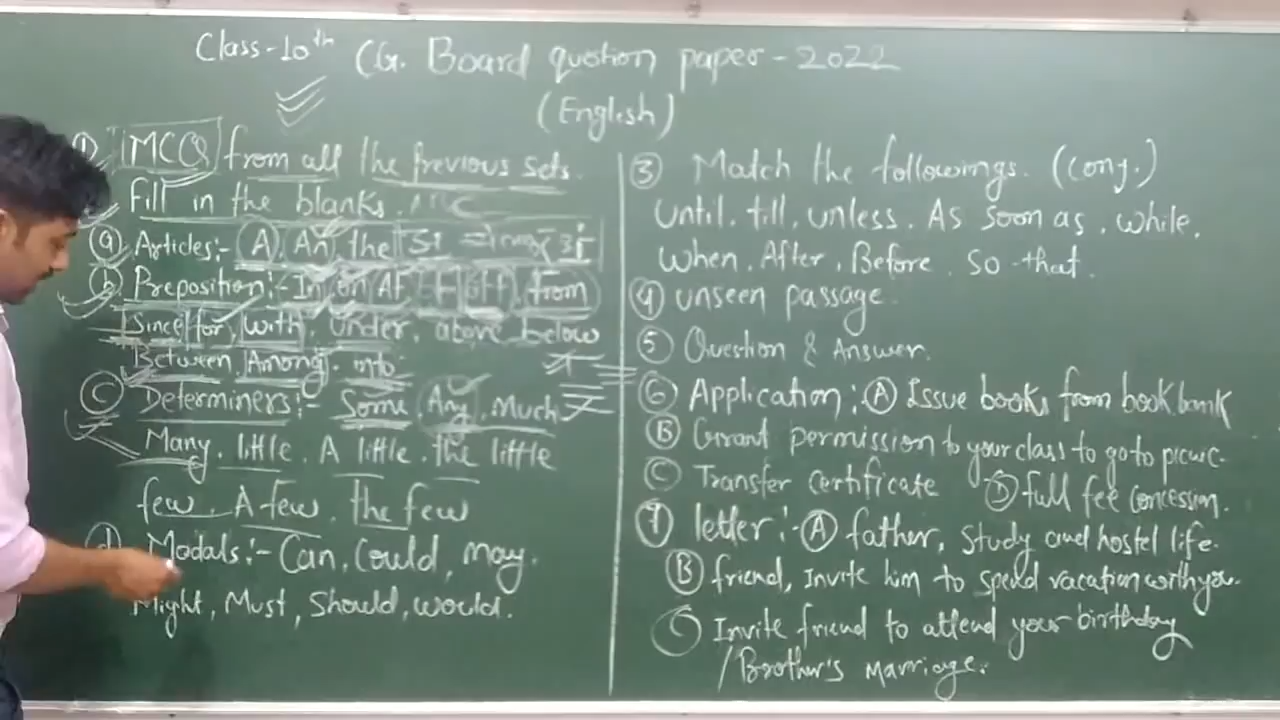 Class-10th CG. Board question paper - 2022
(English)
① MCQ from all the previous sets.
Fill in the blanks.
ⓐ Articles:- A, An, the
ⓑ Preposition:- In, on, At, off, from
Since, for, with, under, above, below
Between, Among, into
ⓒ Determiners:- Some, Any, Much
Many, little, A little, the little
few, A few, the few
ⓓ Modals:- Can, Could, may,
Might, Must, Should, would.
③ Match the followings. (Conj.)
Until, till, unless, As soon as, while,
When, After, Before, so-that.
④ unseen passage.
⑤ Question & Answer.
⑥ Application: Ⓐ Issue books from book bank
Ⓑ Grant permission to your class to go to picnic.
Ⓒ Transfer certificate Ⓓ full fee concession.
⑦ letter:- Ⓐ father, study and hostel life.
Ⓑ friend, invite him to spend vacation with you.
Ⓒ Invite friend to attend your birthday
/Brother's marriage.